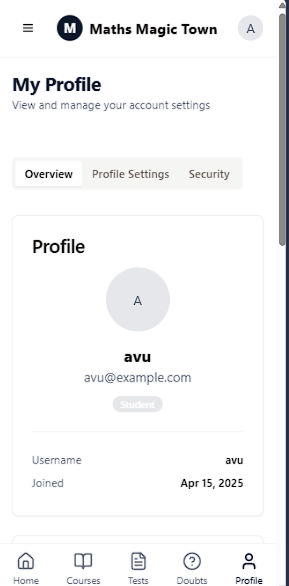 M Maths Magic Town A
My Profile
View and manage your account settings
Overview Profile Settings Security
Profile
A
avu
avu@example.com
Student
Username avu
Joined Apr 15, 2025
Home Courses Tests Doubts Profile